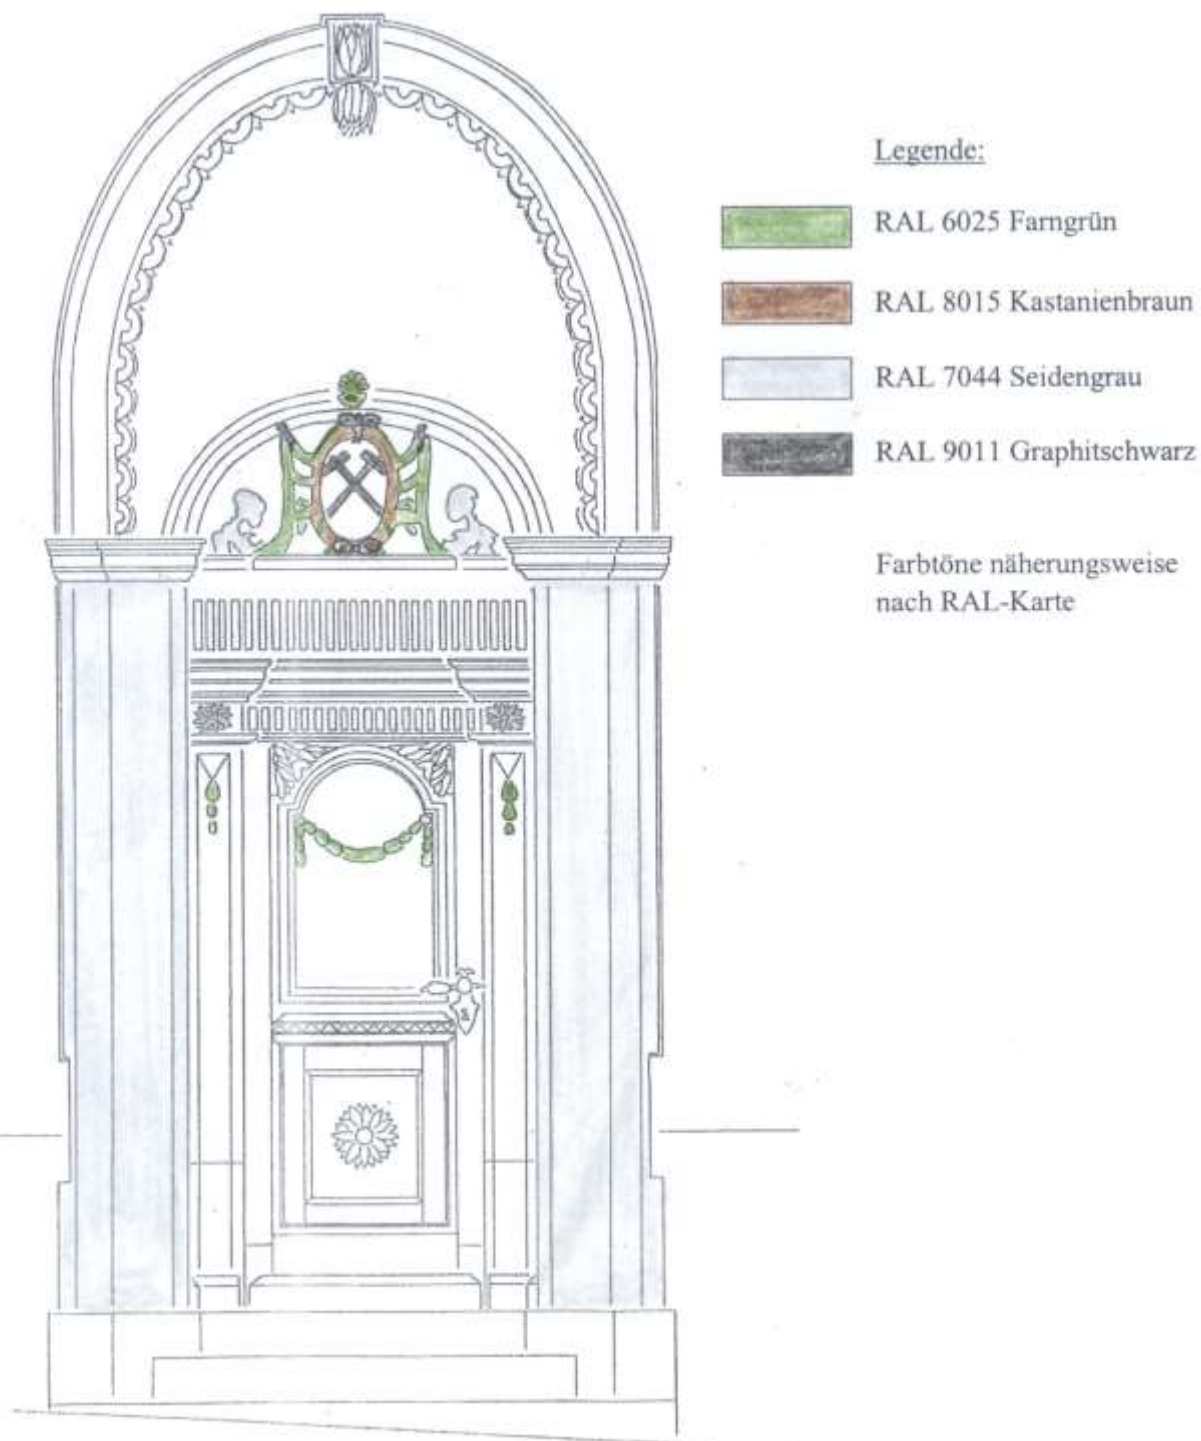 Legende:
RAL 6025 Farngrün
RAL 8015 Kastanienbraun
RAL 7044 Seidengrau
RAL 9011 Graphitschwarz
Farbtöne näherungsweise
nach RAL-Karte